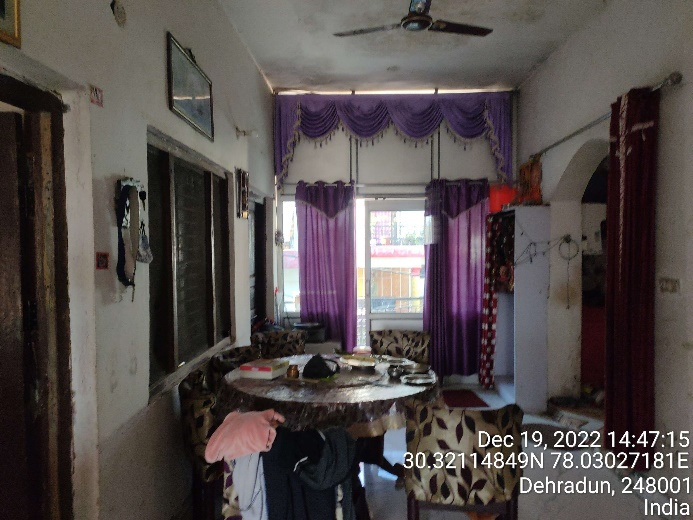 Dec 19, 2022 14:47:15
30.32114849N 78.03027181E
Dehradun, 248001
India